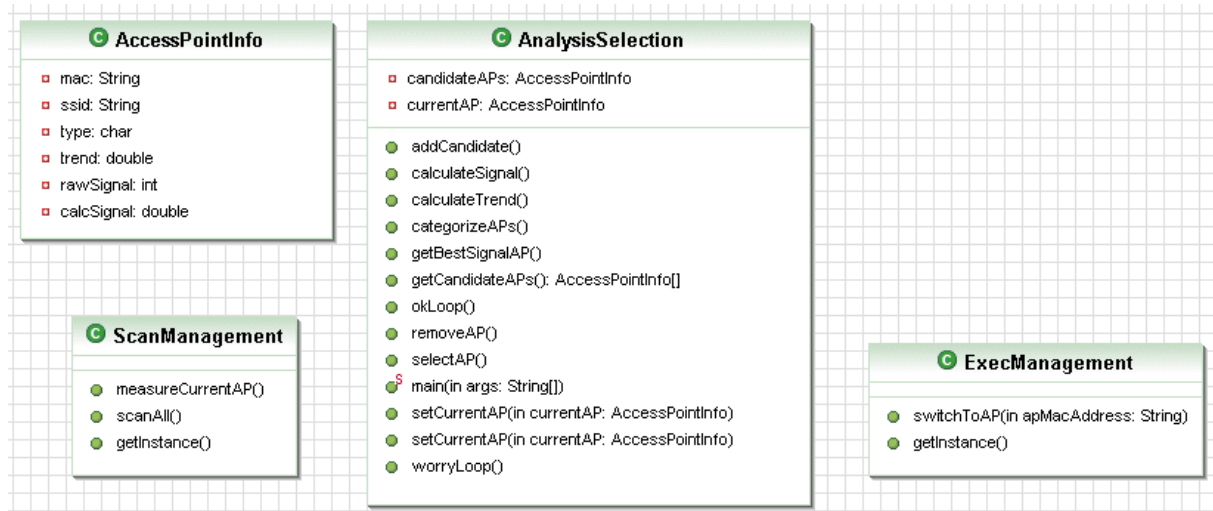 C AccessPointInfo
mac: String
ssid: String
type: char
trend: double
rawSignal: int
calcSignal: double
C AnalysisSelection
candidateAPs: AccessPointInfo
currentAP: AccessPointInfo
addCandidate()
calculateSignal()
calculateTrend()
categorizeAPs()
getBestSignalAP()
getCandidateAPs(): AccessPointInfo[]
okLoop()
removeAP()
selectAP()
S main(in args: String[])
setCurrentAP(in currentAP: AccessPointInfo)
setCurrentAP(in currentAP: AccessPointInfo)
worryLoop()
C ScanManagement
measureCurrentAP()
scanAll()
getInstance()
C ExecManagement
switchToAP(in apMacAddress: String)
getInstance()